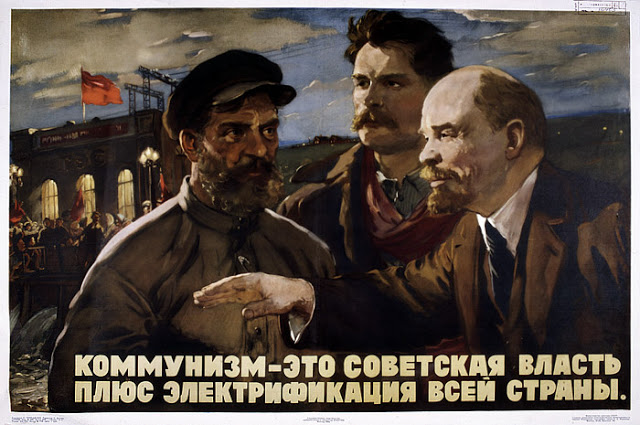 КОММУНИЗМ-ЭТО СОВЕТСКАЯ ВЛАСТЬ
ПЛЮС ЭЛЕКТРИФИКАЦИЯ ВСЕЙ СТРАНЫ.